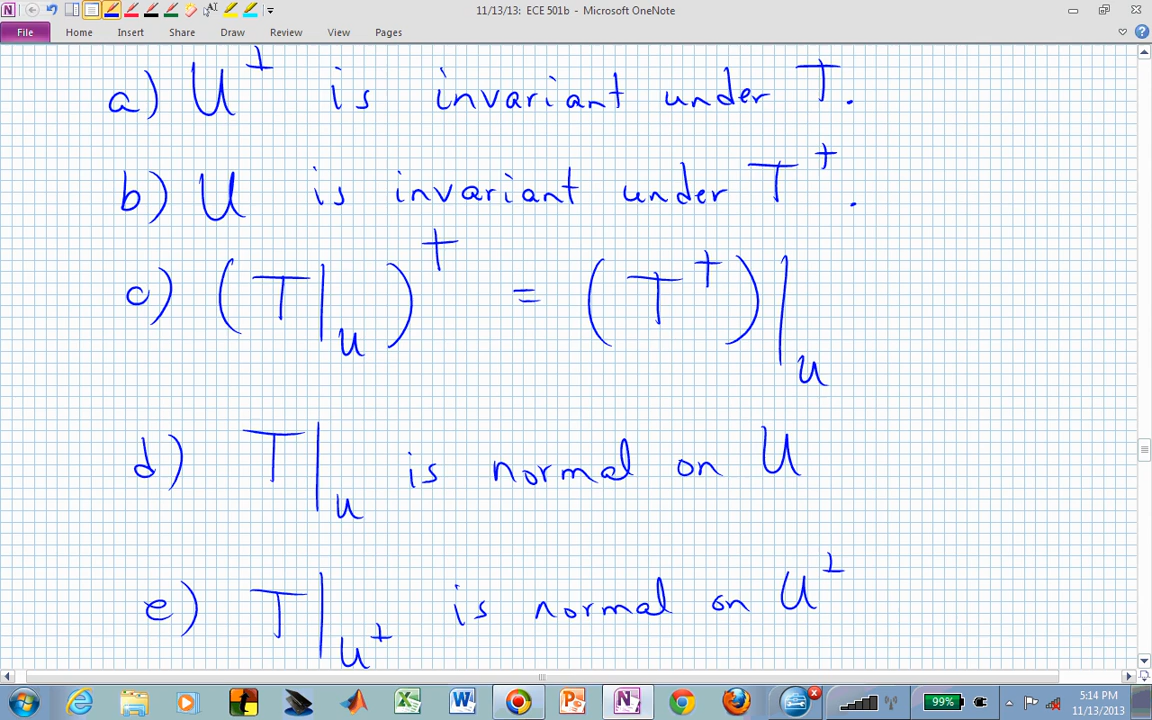 11/13/13: ECE 501b - Microsoft OneNote
File Home Insert Share Draw Review View Pages
a) U⊥ is invariant under T.
b) U is invariant under T†.
c) (T|U)† = (T†)|U
d) T|U is normal on U
e) T|U⊥ is normal on U⊥
99% 5:14 PM
11/13/2013